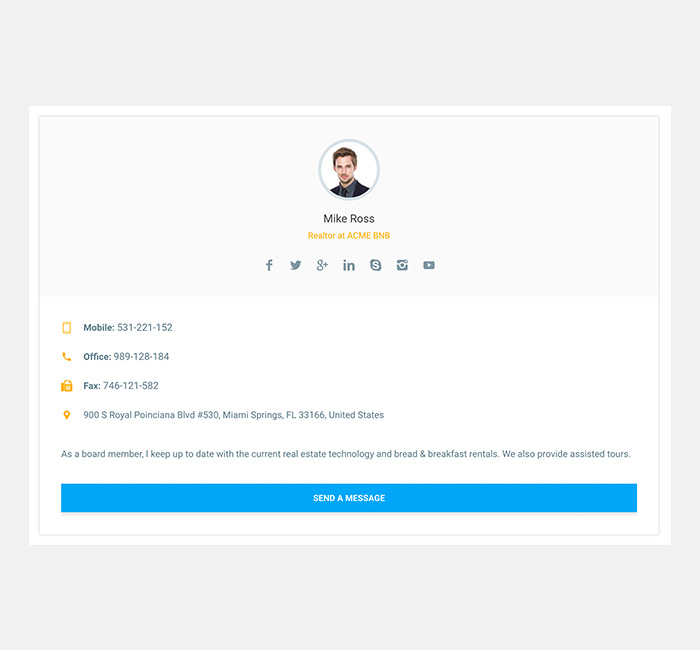 Mike Ross
Realtor at ACME BNB
Mobile: 531-221-152
Office: 989-128-184
Fax: 746-121-582
900 S Royal Poinciana Blvd #530, Miami Springs, FL 33166, United States
As a board member, I keep up to date with the current real estate technology and bread & breakfast rentals. We also provide assisted tours.
SEND A MESSAGE